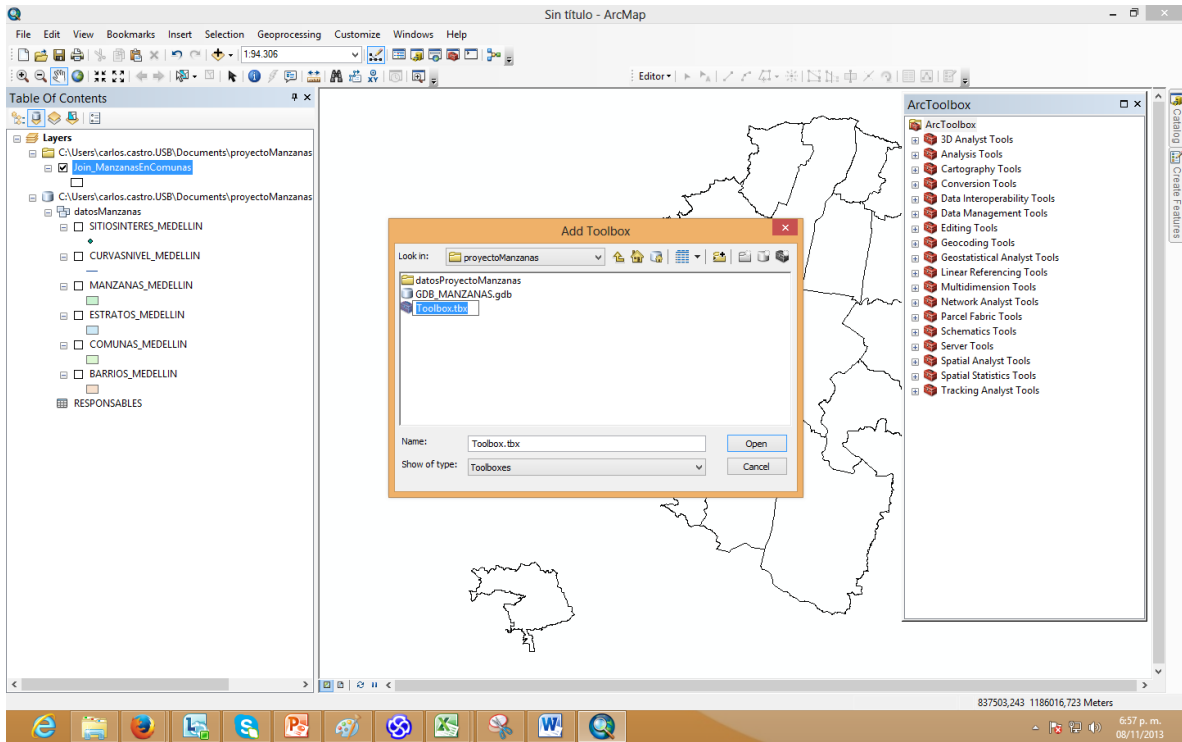 Sin título - ArcMap
File Edit View Bookmarks Insert Selection Geoprocessing Customize Windows Help
1:94.306
Editor
Table Of Contents
Layers
C:\Users\carlos.castro.USB\Documents\proyectoManzanas
Join_ManzanasEnComunas
C:\Users\carlos.castro.USB\Documents\proyectoManzanas
datosManzanas
SITIOSINTERES_MEDELLIN
CURVASNIVEL_MEDELLIN
MANZANAS_MEDELLIN
ESTRATOS_MEDELLIN
COMUNAS_MEDELLIN
BARRIOS_MEDELLIN
RESPONSABLES
Add Toolbox
Look in: proyectoManzanas
datosProyectoManzanas
GDB_MANZANAS.gdb
Toolbox.tbx
Name: Toolbox.tbx Open
Show of type: Toolboxes Cancel
ArcToolbox
ArcToolbox
3D Analyst Tools
Analysis Tools
Cartography Tools
Conversion Tools
Data Interoperability Tools
Data Management Tools
Editing Tools
Geocoding Tools
Geostatistical Analyst Tools
Linear Referencing Tools
Multidimension Tools
Network Analyst Tools
Parcel Fabric Tools
Schematics Tools
Server Tools
Spatial Analyst Tools
Spatial Statistics Tools
Tracking Analyst Tools
Catalog
Create Features
837503,243 1186016,723 Meters
6:57 p. m.
08/11/2013